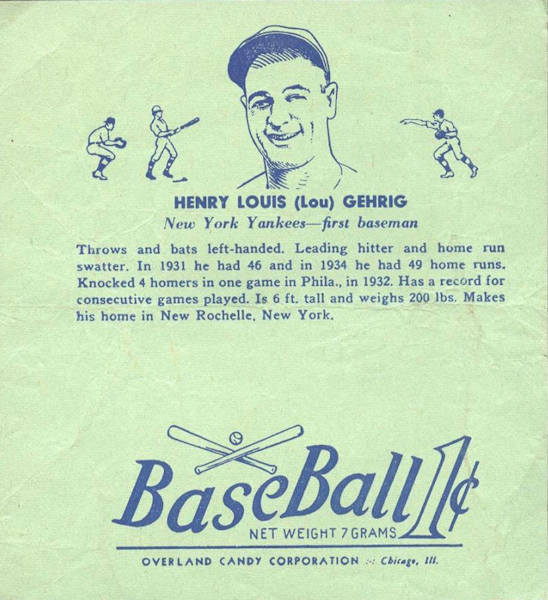 HENRY LOUIS (Lou) GEHRIG
New York Yankees—first baseman
Throws and bats left-handed. Leading hitter and home run
swatter. In 1931 he had 46 and in 1934 he had 49 home runs.
Knocked 4 homers in one game in Phila., in 1932. Has a record for
consecutive games played. Is 6 ft. tall and weighs 200 lbs. Makes
his home in New Rochelle, New York.
BaseBall 1¢
NET WEIGHT 7 GRAMS
OVERLAND CANDY CORPORATION :-: Chicago, Ill.